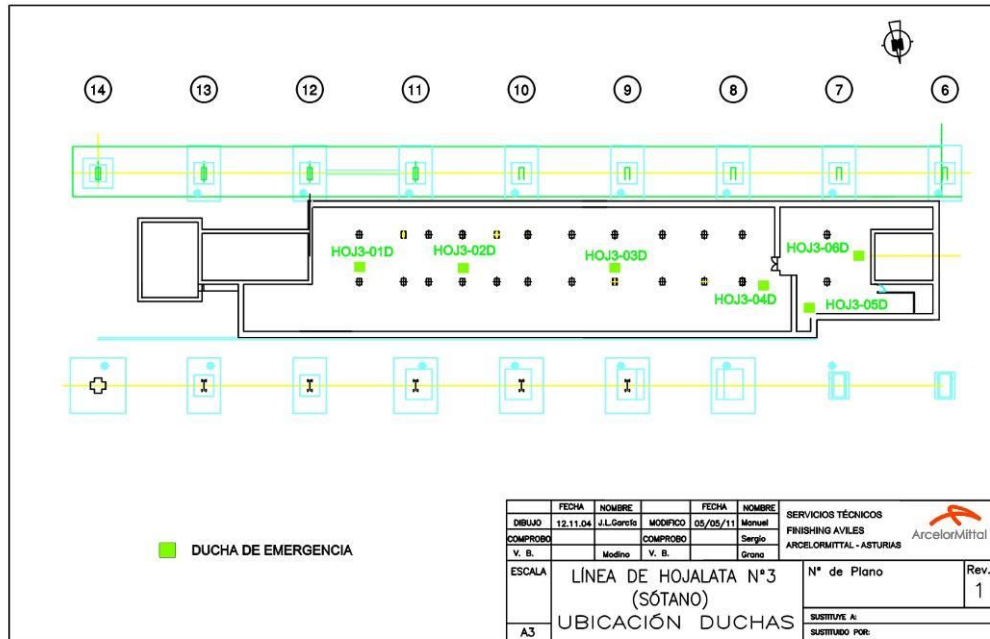 N
14 13 12 11 10 9 8 7 6
HOJ3-01D HOJ3-02D HOJ3-03D HOJ3-06D
HOJ3-04D HOJ3-05D
DUCHA DE EMERGENCIA
FECHA NOMBRE FECHA NOMBRE
DIBUJO 12.11.04 J.L.García MODIFICO 05/05/11 Manuel
COMPROBO COMPROBO Sergio
V. B. Modino V. B. Grana
SERVICIOS TÉCNICOS
FINISHING AVILES
ARCELORMITTAL - ASTURIAS
ArcelorMittal
ESCALA
A3
LÍNEA DE HOJALATA Nº3
(SÓTANO)
UBICACIÓN DUCHAS
Nº de Plano
Rev.
1
SUSTITUYE A:
SUSTITUIDO POR: